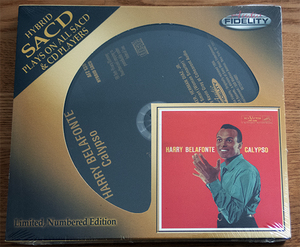 HYBRID
SACD
PLAYS ON ALL SACD
& CD PLAYERS
FIDELITY
HARRY BELAFONTE
Calypso
HARRY BELAFONTE
CALYPSO
Limited, Numbered Edition